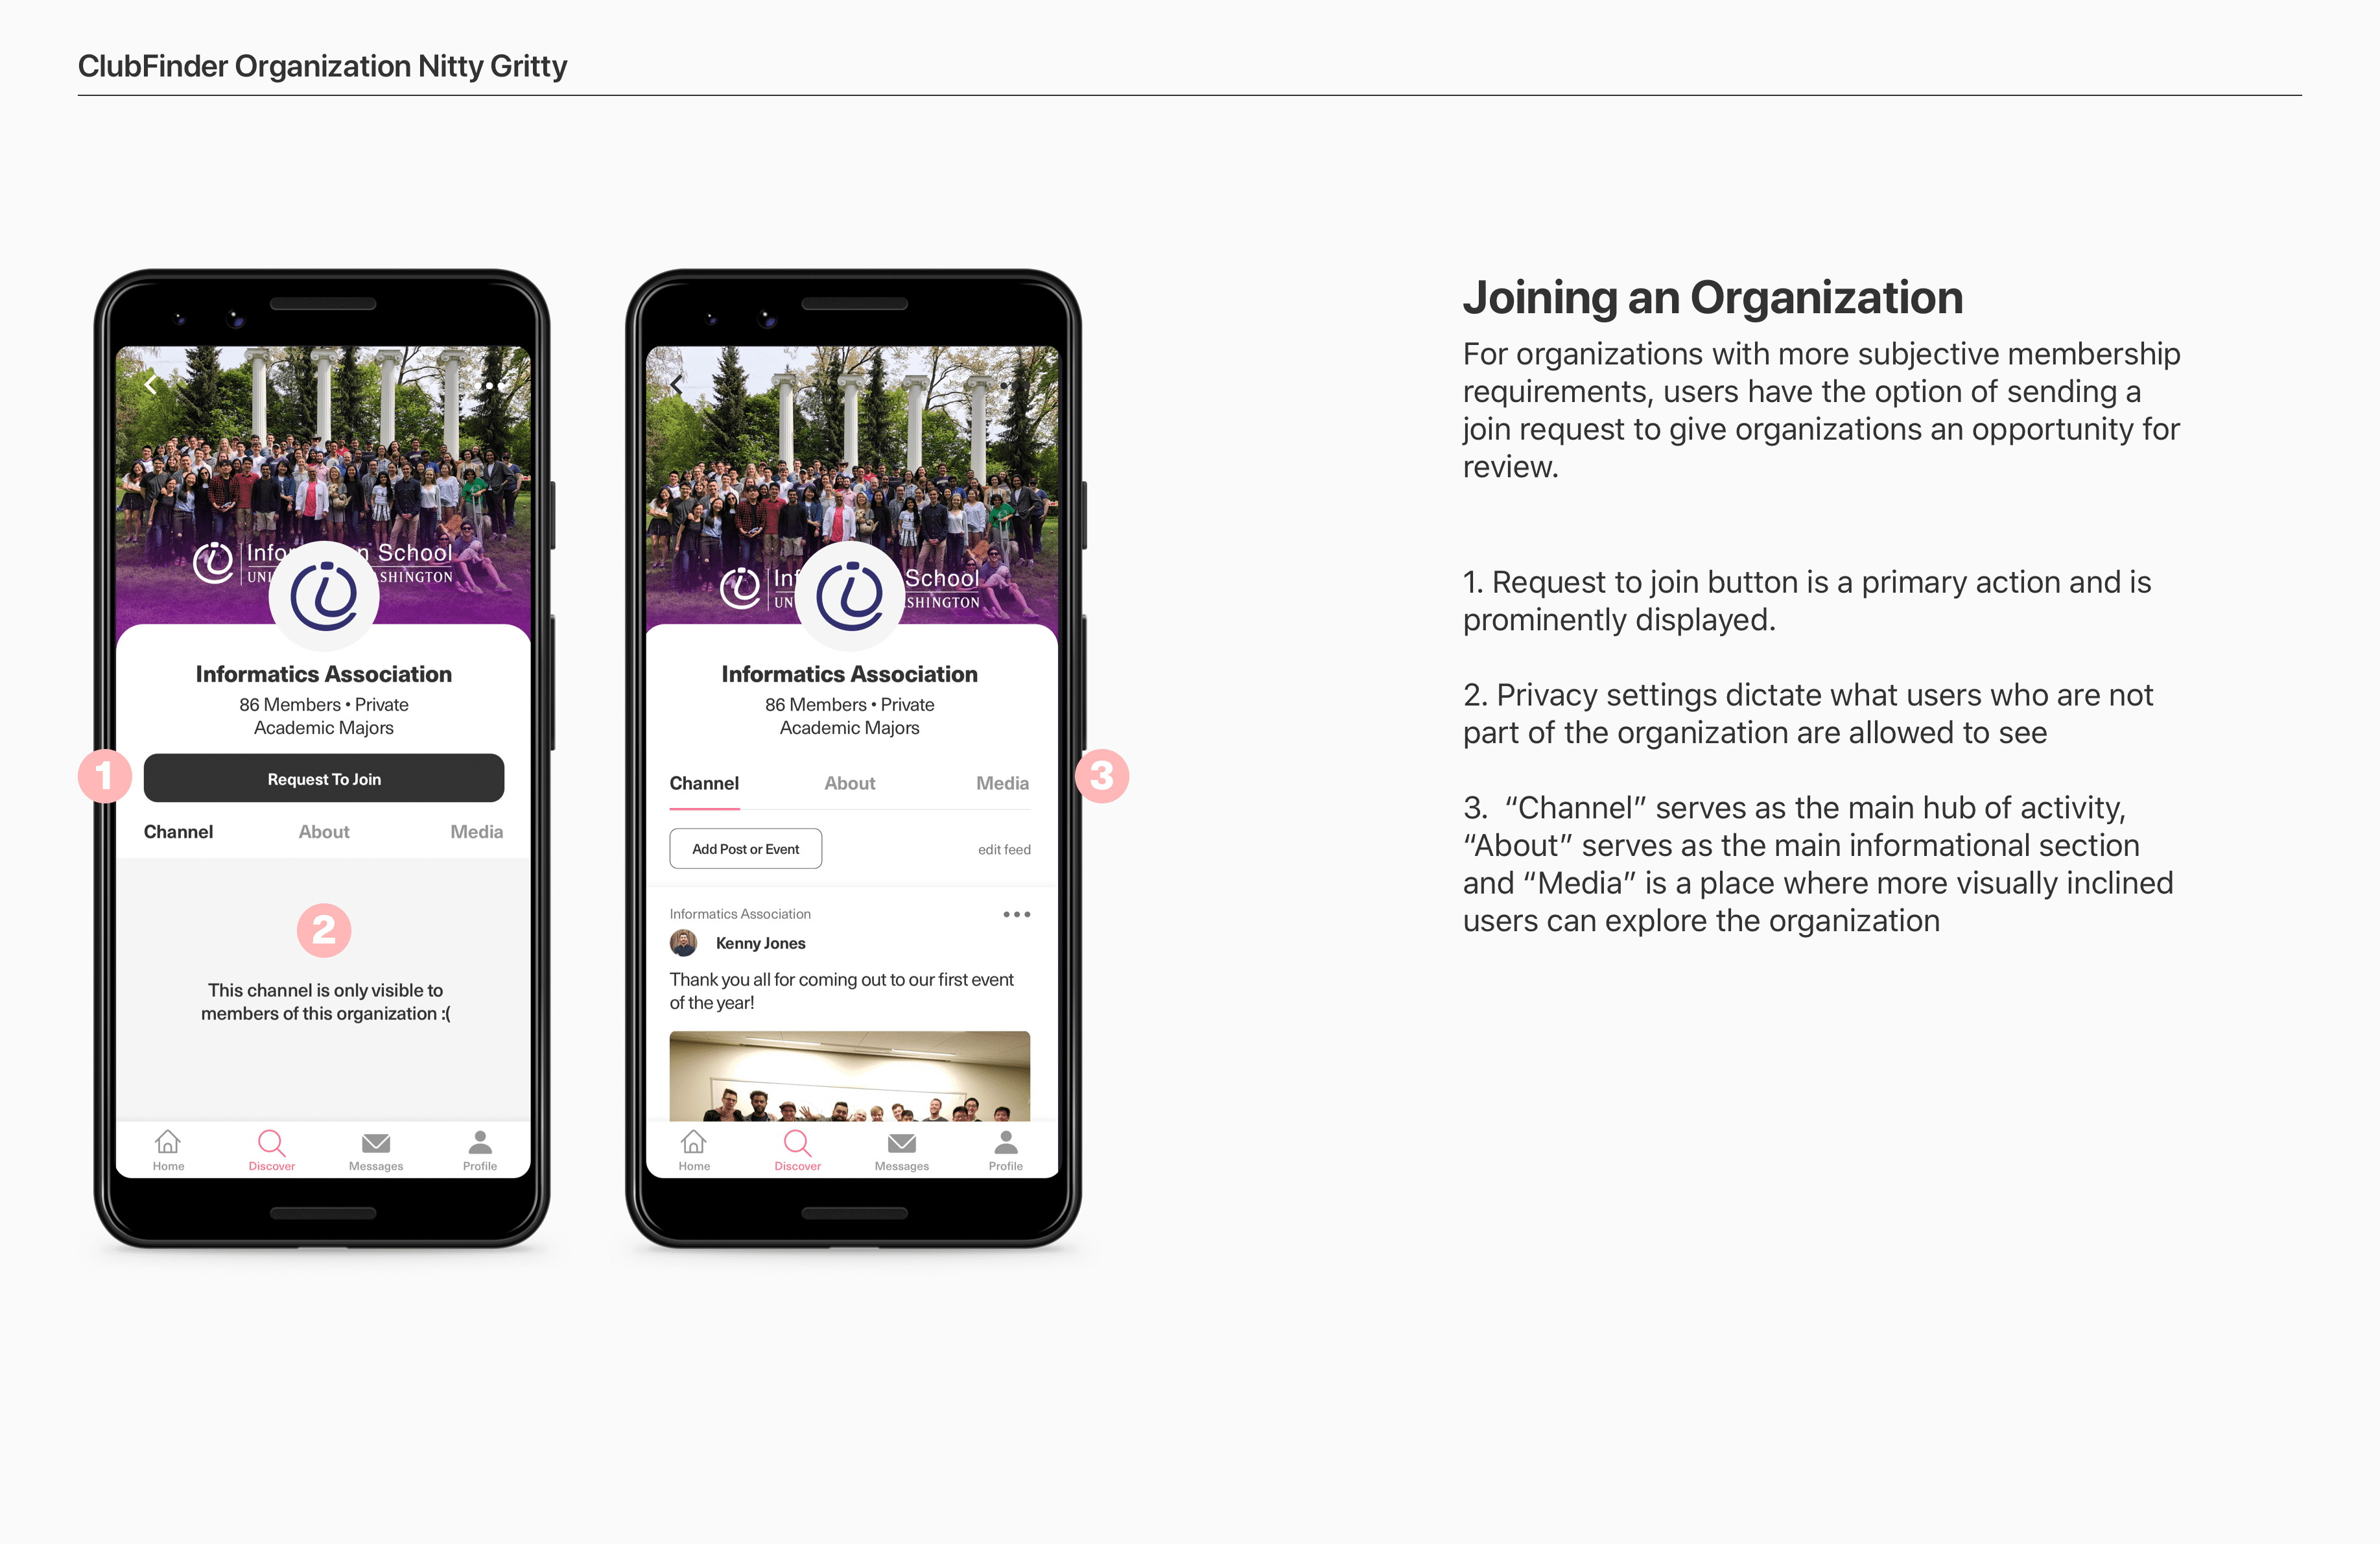 ClubFinder Organization Nitty Gritty
Information School
UNI SHINGTON
Informatics Association
86 Members • Private
Academic Majors
1
Request To Join
Channel About Media
2
This channel is only visible to
members of this organization :(
Home Discover Messages Profile
Inf School
UN SHINGTON
Informatics Association
86 Members • Private
Academic Majors
3
Channel About Media
Add Post or Event edit feed
Informatics Association
Kenny Jones
Thank you all for coming out to our first event
of the year!
Home Discover Messages Profile
Joining an Organization
For organizations with more subjective membership
requirements, users have the option of sending a
join request to give organizations an opportunity for
review.
1. Request to join button is a primary action and is
prominently displayed.
2. Privacy settings dictate what users who are not
part of the organization are allowed to see
3.  “Channel” serves as the main hub of activity,
“About” serves as the main informational section
and “Media” is a place where more visually inclined
users can explore the organization